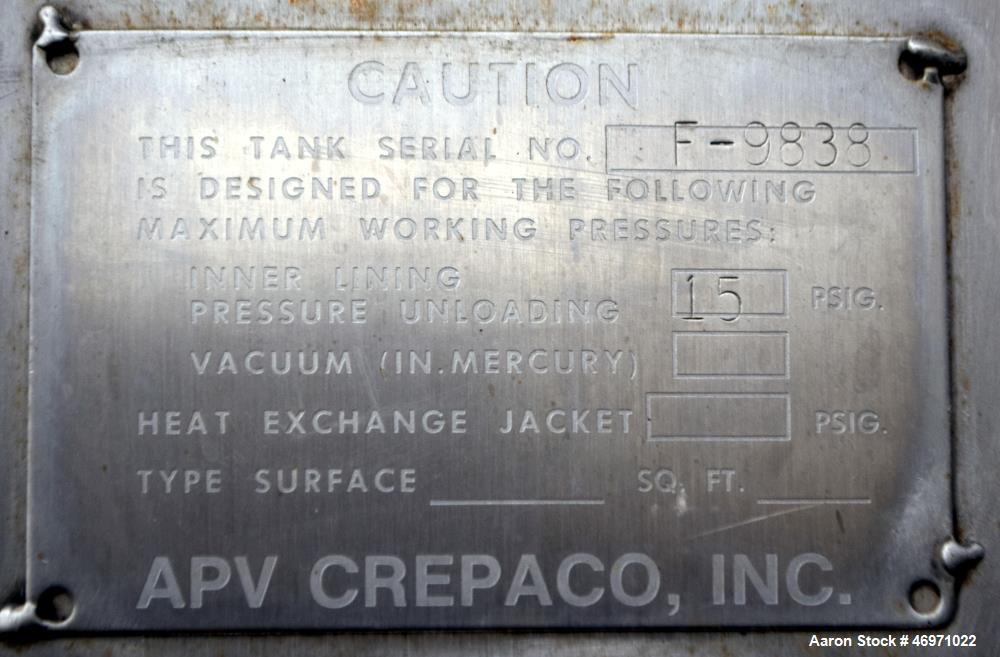 CAUTION
THIS TANK SERIAL NO. F-9838
IS DESIGNED FOR THE FOLLOWING
MAXIMUM WORKING PRESSURES:
INNER LINING
PRESSURE UNLOADING 15 PSIG.
VACUUM (IN.MERCURY)
HEAT EXCHANGE JACKET PSIG.
TYPE SURFACE SQ. FT.
APV CREPACO, INC.
Aaron Stock # 46971022